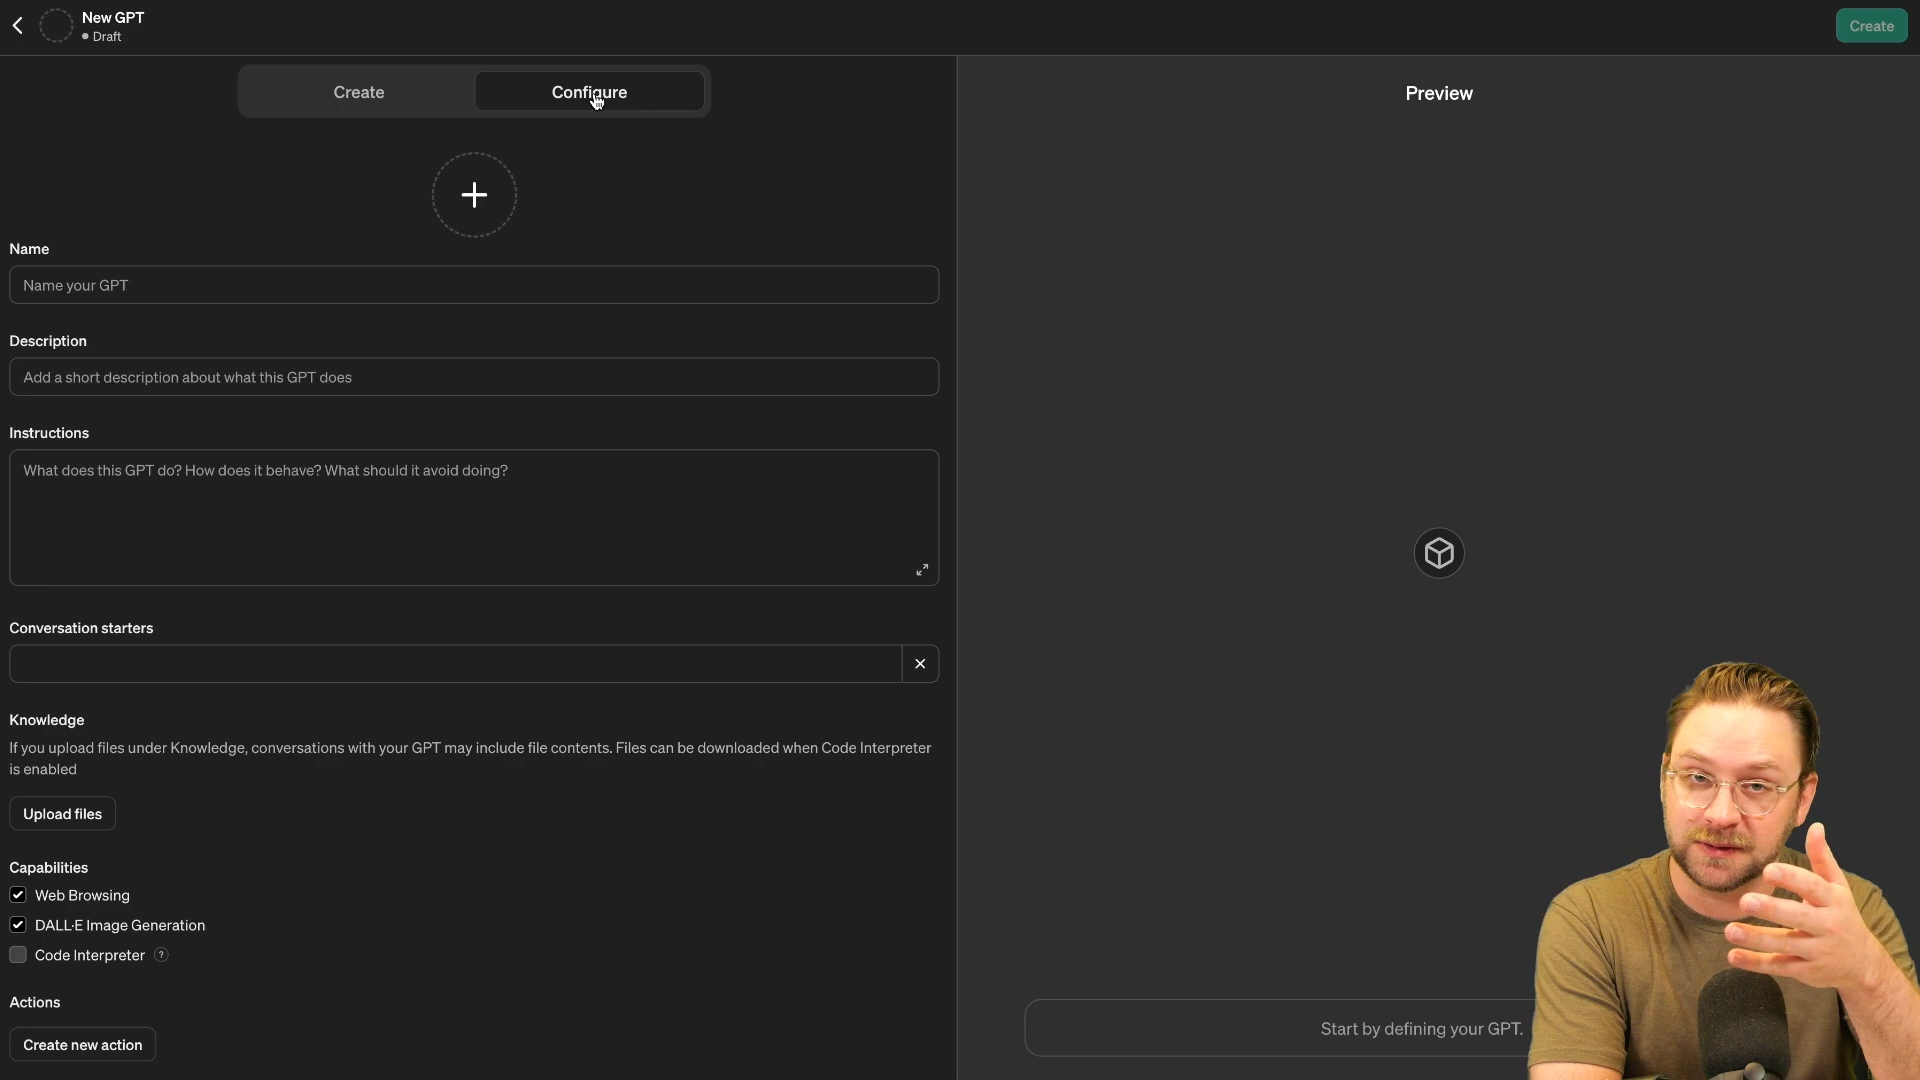 New GPT
Draft
Create
Create
Configure
Preview
Name
Name your GPT
Description
Add a short description about what this GPT does
Instructions
What does this GPT do? How does it behave? What should it avoid doing?
Conversation starters
Knowledge
If you upload files under Knowledge, conversations with your GPT may include file contents. Files can be downloaded when Code Interpreter
is enabled
Upload files
Capabilities
Web Browsing
DALL·E Image Generation
Code Interpreter ?
Actions
Create new action
Start by defining your GPT.